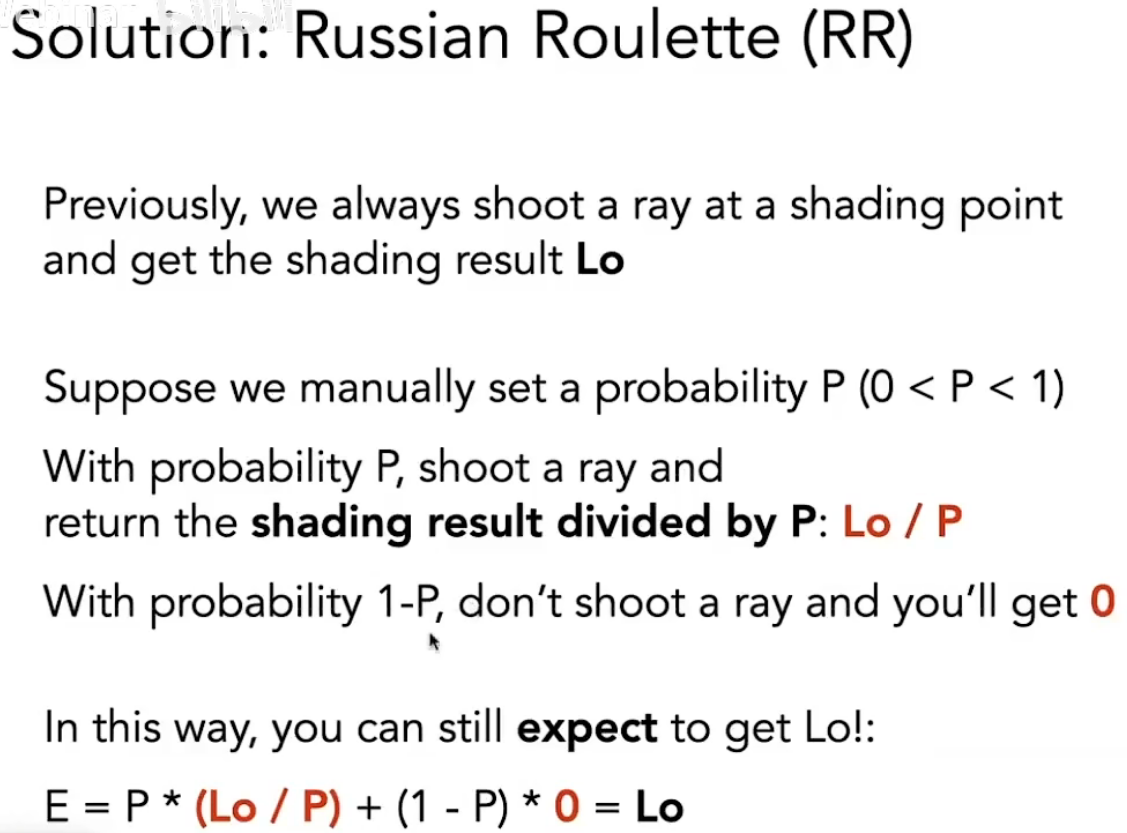 Solution: Russian Roulette (RR)
Previously, we always shoot a ray at a shading point
and get the shading result Lo
Suppose we manually set a probability P (0 < P < 1)
With probability P, shoot a ray and
return the shading result divided by P: Lo / P
With probability 1-P, don’t shoot a ray and you’ll get 0
In this way, you can still expect to get Lo!:
E = P * (Lo / P) + (1 - P) * 0 = Lo